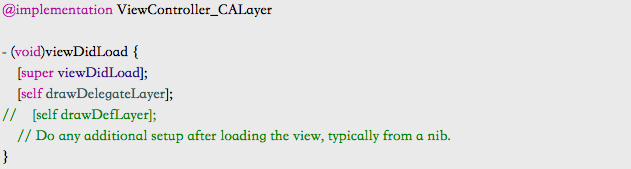 @implementation ViewController_CALayer
- (void)viewDidLoad {
[super viewDidLoad];
[self drawDelegateLayer];
// [self drawDefLayer];
// Do any additional setup after loading the view, typically from a nib.
}